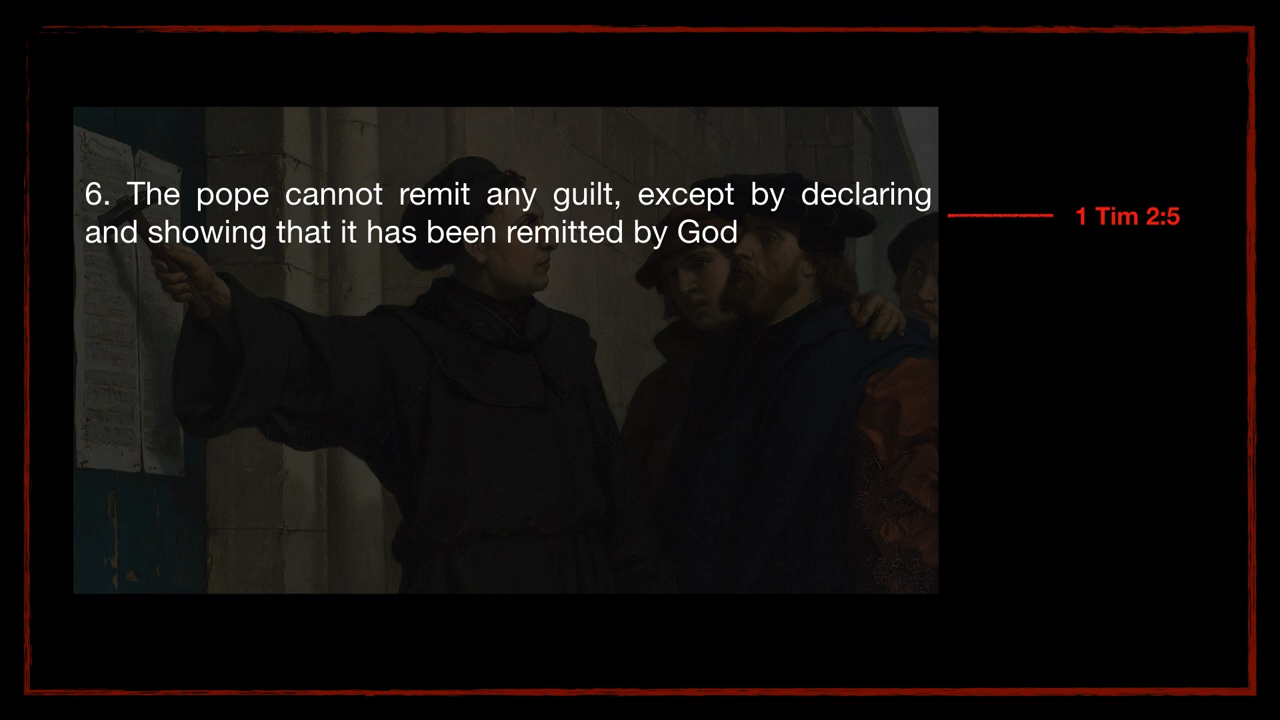 6. The pope cannot remit any guilt, except by declaring
and showing that it has been remitted by God
1 Tim 2:5